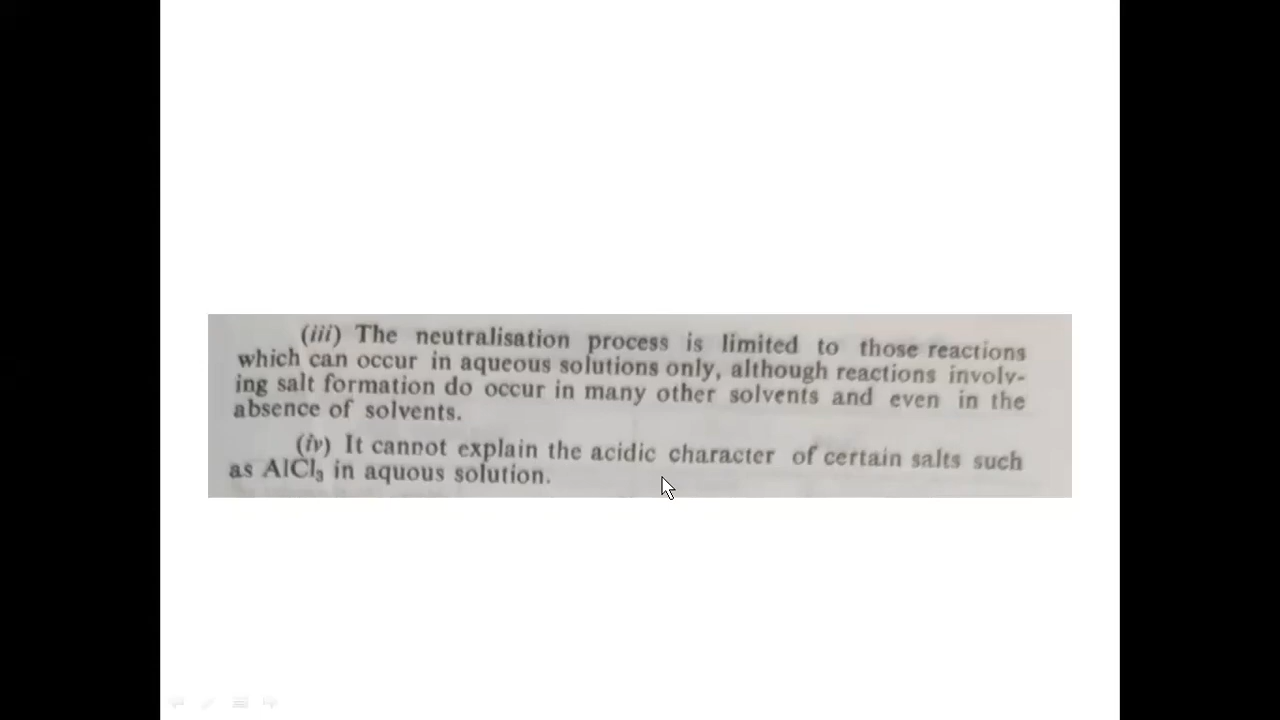 (iii) The neutralisation process is limited to those reactions
which can occur in aqueous solutions only, although reactions involv-
ing salt formation do occur in many other solvents and even in the
absence of solvents.
(iv) It cannot explain the acidic character of certain salts such
as AlCl₃ in aquous solution.